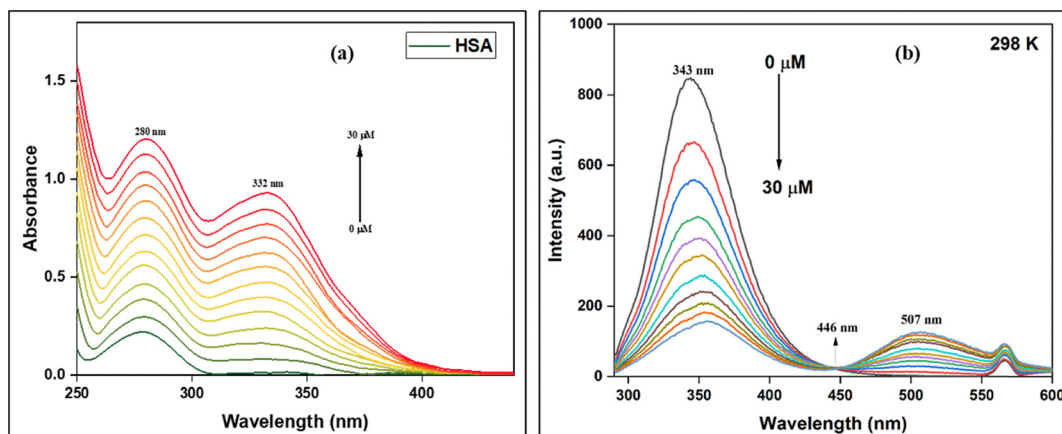 (a)
HSA
1.5
1.0
0.5
0.0
280 nm
332 nm
30 µM
0 µM
250
300
350
400
Absorbance
Wavelength (nm)
(b)
298 K
1000
800
600
400
200
0
343 nm
0 µM
30 µM
446 nm
507 nm
300
350
400
450
500
550
600
Intensity (a.u.)
Wavelength (nm)